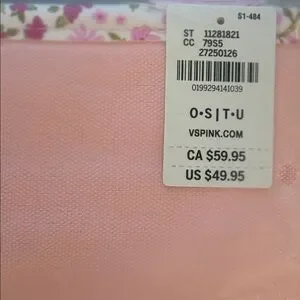 S1-484
ST 11281821
CC 79S5
27250126
0199294141039
O•S|T•U
VSPINK.COM
CA $59.95
US $49.95